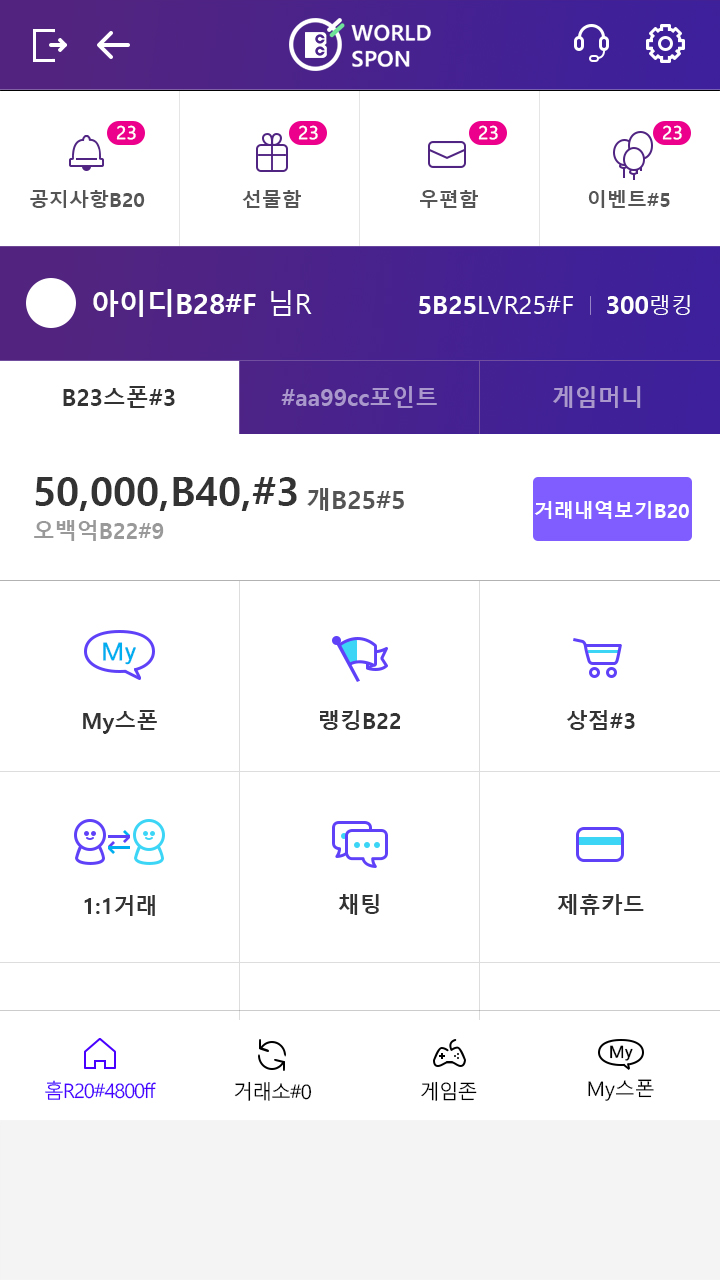 WORLD
SPON
23 23 23 23
공지사항B20 선물함 우편함 이벤트#5
아이디B28#F 님R 5B25LVR25#F 300랭킹
B23스폰#3 #aa99cc포인트 게임머니
50,000,B40,#3 개B25#5
오백억B22#9
거래내역보기B20
My
My스폰 랭킹B22 상점#3
1:1거래 채팅 제휴카드
My
홈R20#4800ff 거래소#0 게임존 My스폰